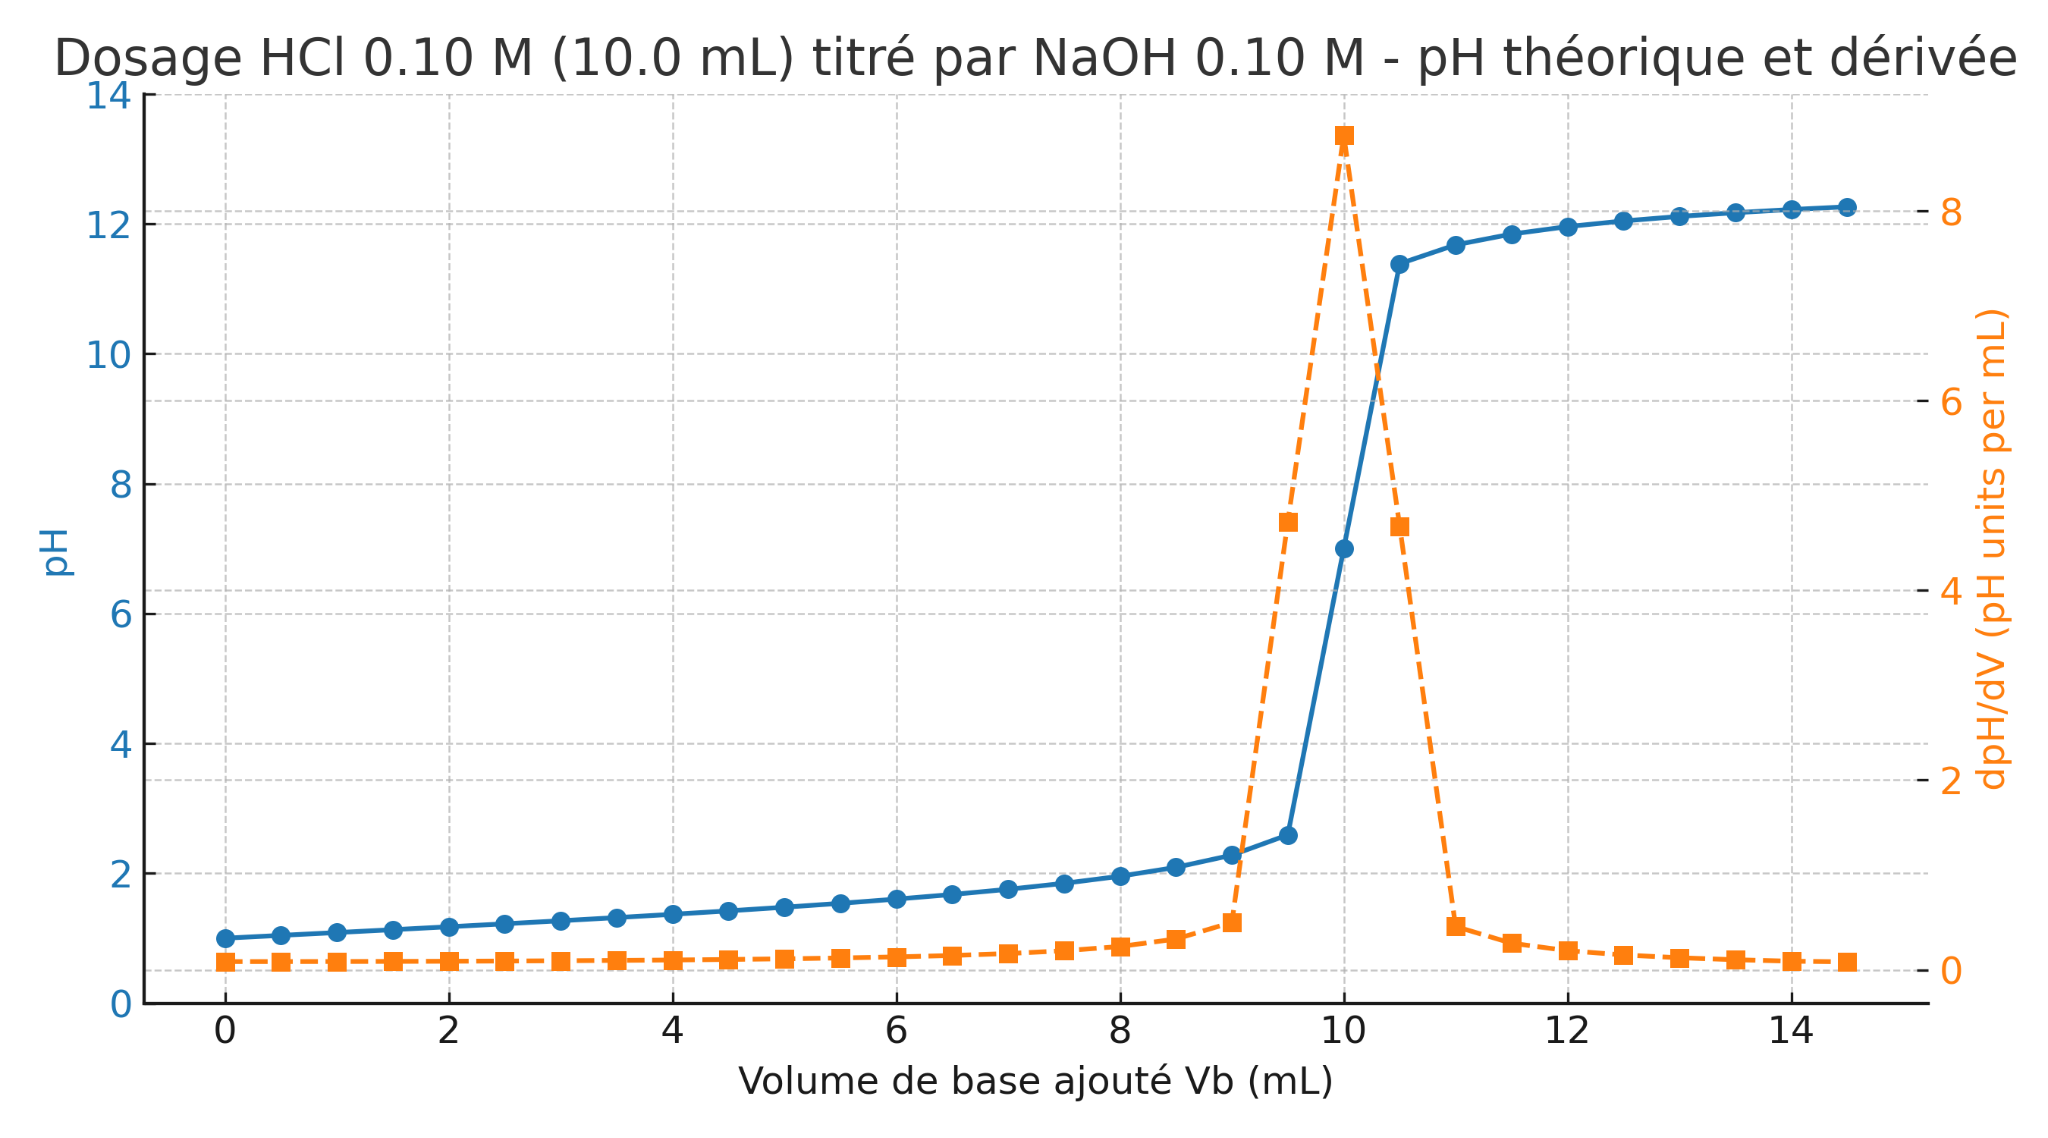 Dosage HCl 0.10 M (10.0 mL) titré par NaOH 0.10 M - pH théorique et dérivée
14
12
10
8
6
4
2
0
pH
8
6
4
2
0
dpH/dV (pH units per mL)
0 2 4 6 8 10 12 14
Volume de base ajouté Vb (mL)